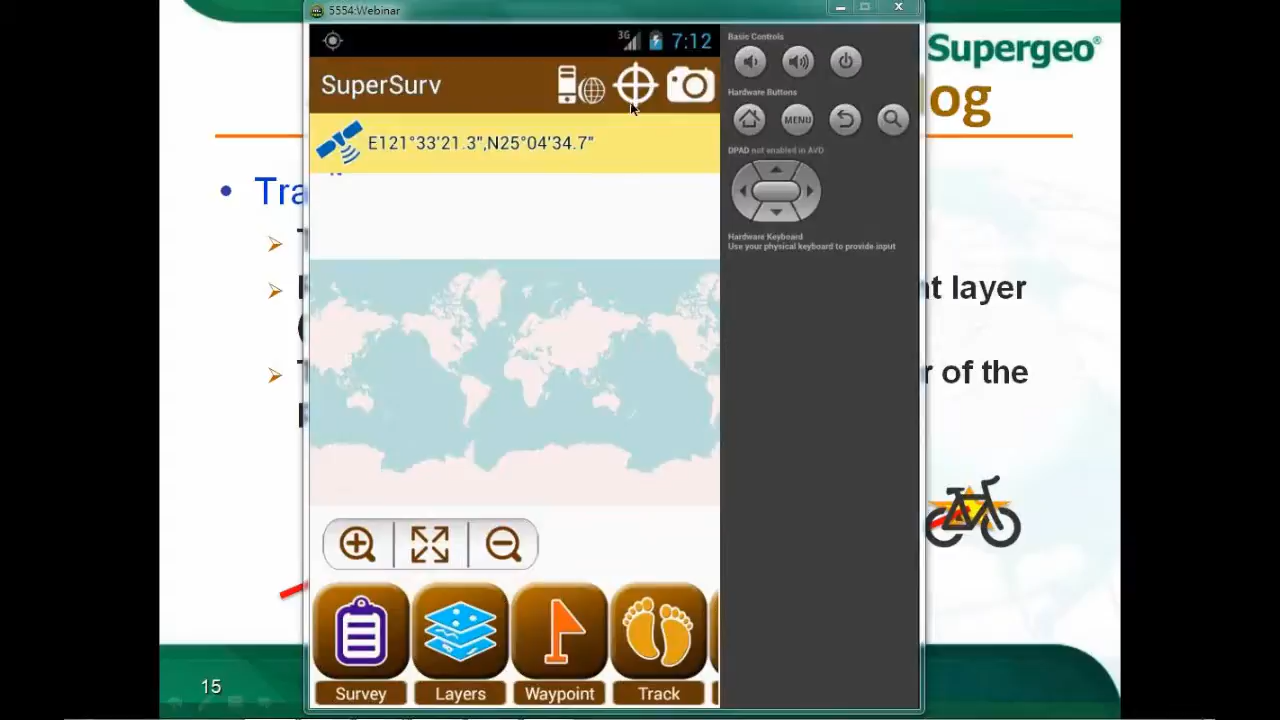 5554:Webinar
3G 7:12
Basic Controls
Supergeo®
SuperSurv
Hardware Buttons
MENU
og
E121°33'21.3",N25°04'34.7"
DPAD not enabled in AVD
Tra
Hardware Keyboard
Use your physical keyboard to provide input
nt layer
r of the
Survey
Layers
Waypoint
Track
15